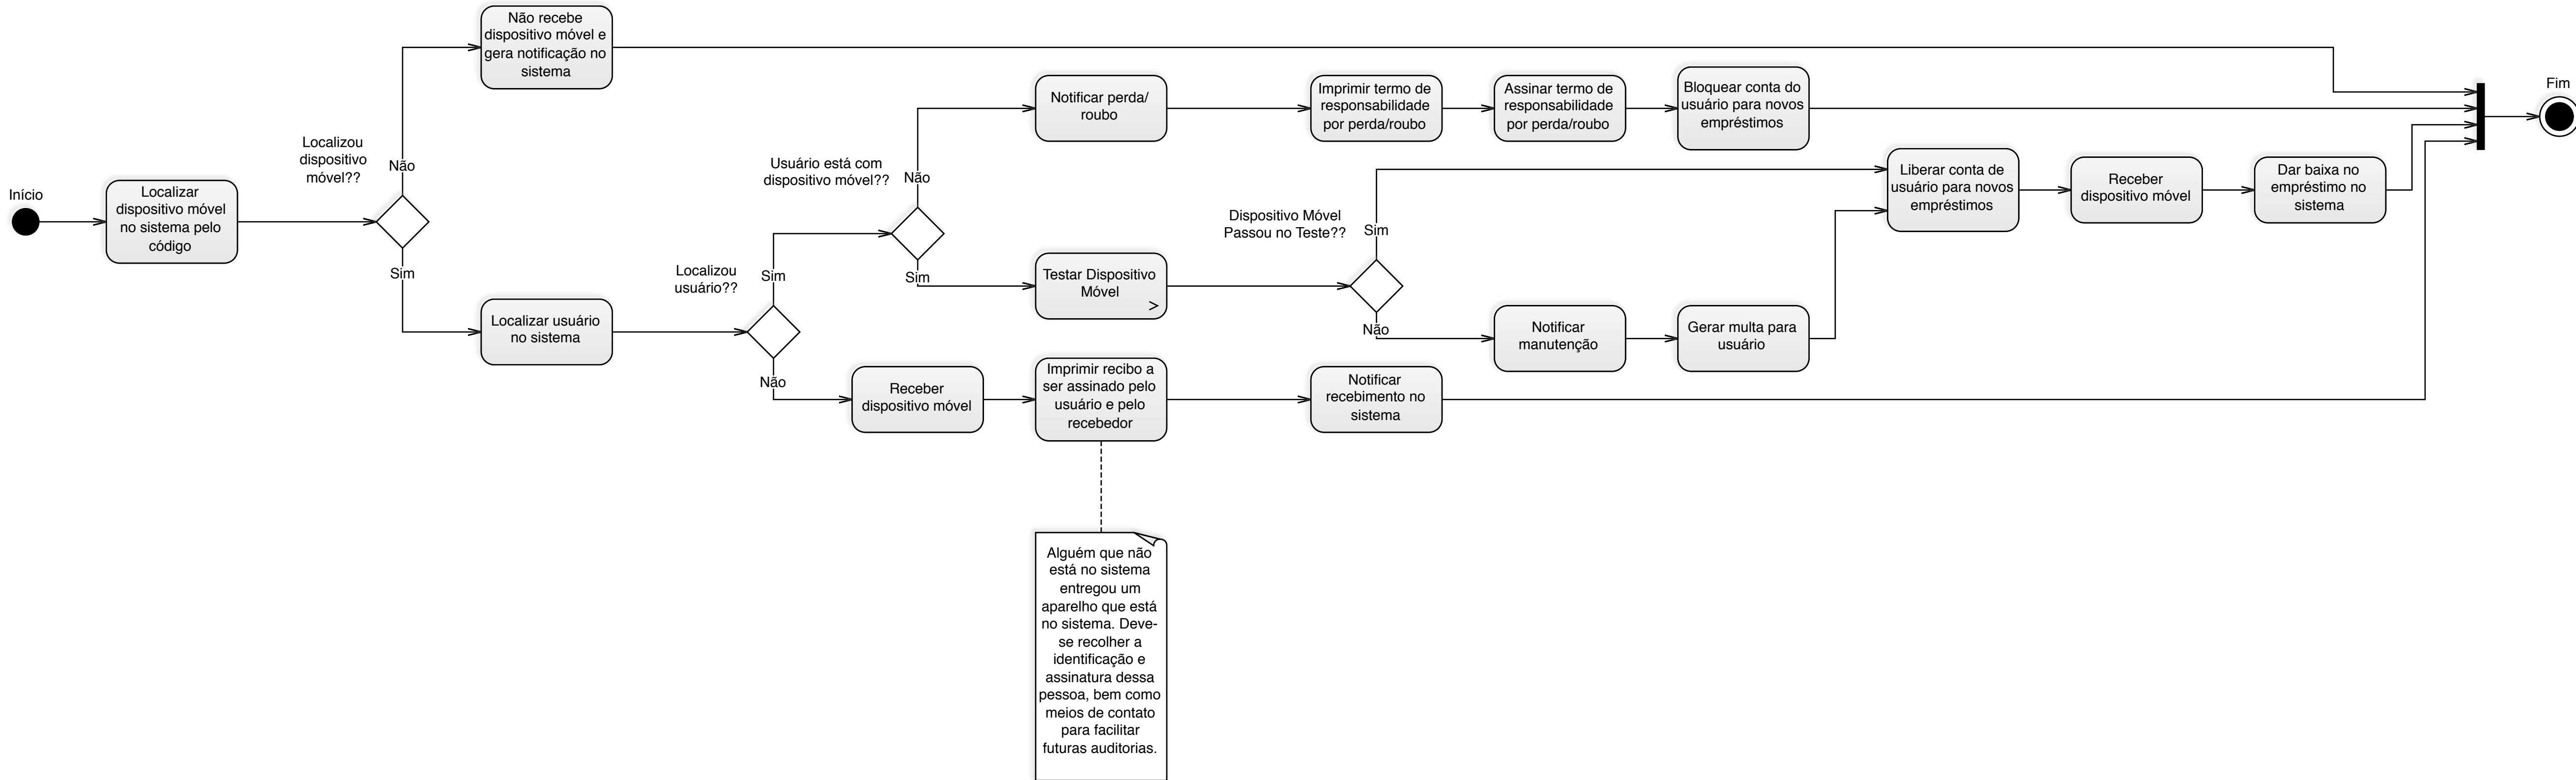 Início
Localizar
dispositivo móvel
no sistema pelo
código
Localizou
dispositivo
móvel??
Não
Sim
Não recebe
dispositivo móvel e
gera notificação no
sistema
Localizar usuário
no sistema
Localizou
usuário??
Sim
Não
Usuário está com
dispositivo móvel??
Não
Sim
Notificar perda/
roubo
Imprimir termo de
responsabilidade
por perda/roubo
Assinar termo de
responsabilidade
por perda/roubo
Bloquear conta do
usuário para novos
empréstimos
Testar Dispositivo
Móvel
Dispositivo Móvel
Passou no Teste??
Sim
Não
Notificar
manutenção
Gerar multa para
usuário
Liberar conta de
usuário para novos
empréstimos
Receber
dispositivo móvel
Dar baixa no
empréstimo no
sistema
Receber
dispositivo móvel
Imprimir recibo a
ser assinado pelo
usuário e pelo
recebedor
Notificar
recebimento no
sistema
Fim
Alguém que não
está no sistema
entregou um
aparelho que está
no sistema. Deve-
se recolher a
identificação e
assinatura dessa
pessoa, bem como
meios de contato
para facilitar
futuras auditorias.